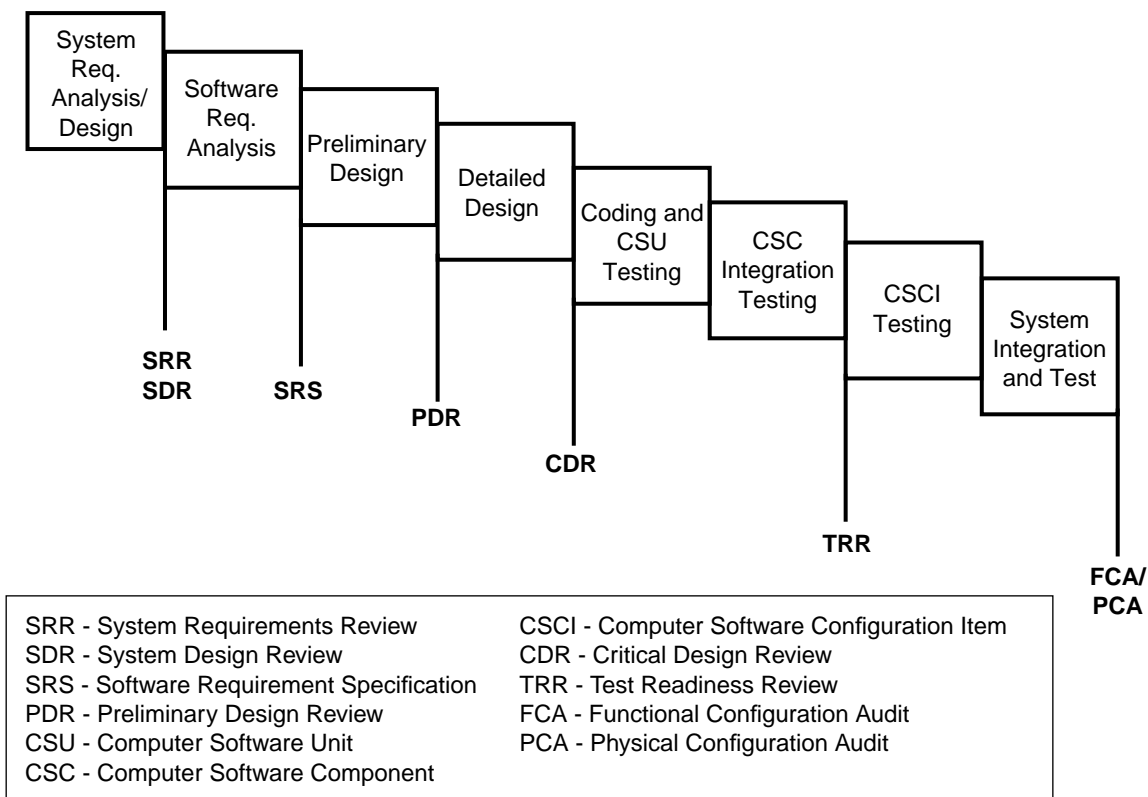 System
Req.
Analysis/
Design
Software
Req.
Analysis
Preliminary
Design
Detailed
Design
Coding and
CSU
Testing
CSC
Integration
Testing
CSCI
Testing
System
Integration
and Test
SRR
SDR
SRS
PDR
CDR
TRR
FCA/
PCA
SRR - System Requirements Review
SDR - System Design Review
SRS - Software Requirement Specification
PDR - Preliminary Design Review
CSU - Computer Software Unit
CSC - Computer Software Component
CSCI - Computer Software Configuration Item
CDR - Critical Design Review
TRR - Test Readiness Review
FCA - Functional Configuration Audit
PCA - Physical Configuration Audit